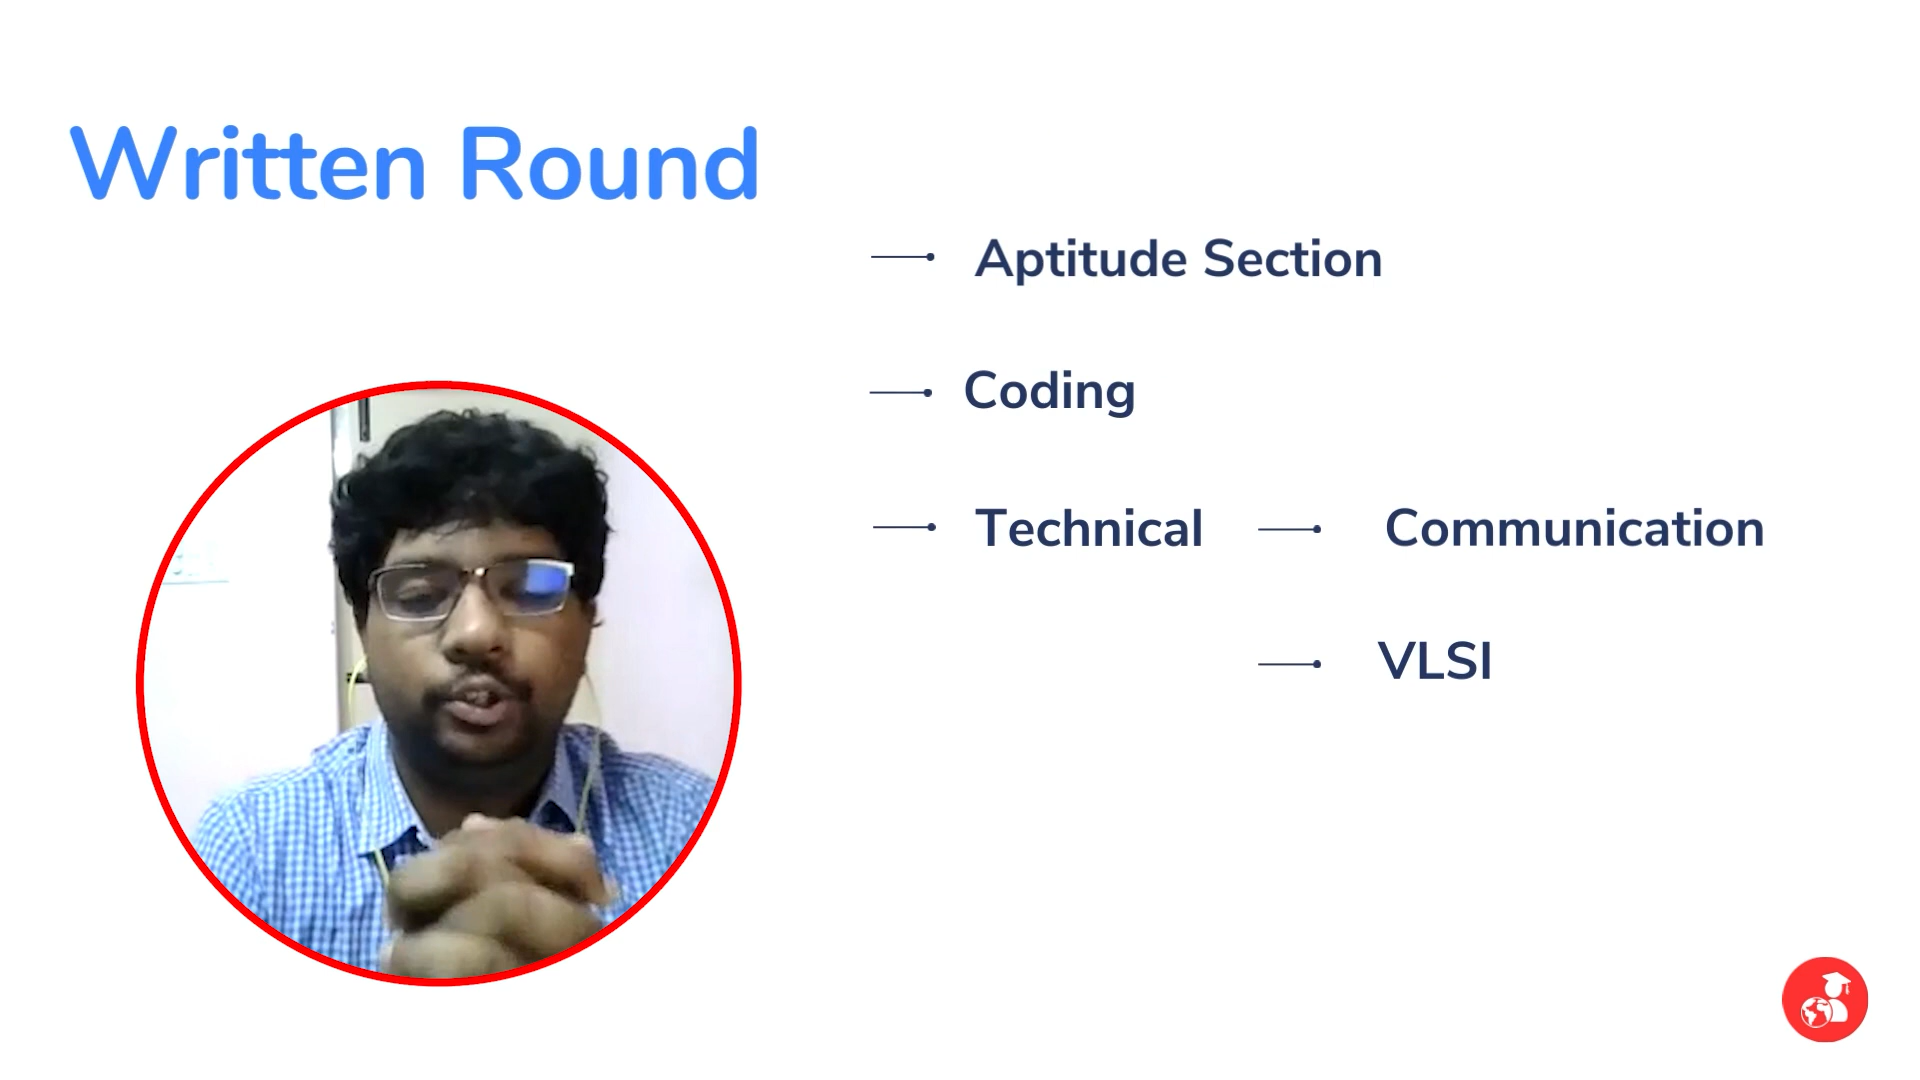 Written Round
Aptitude Section
Coding
Technical
Communication
VLSI